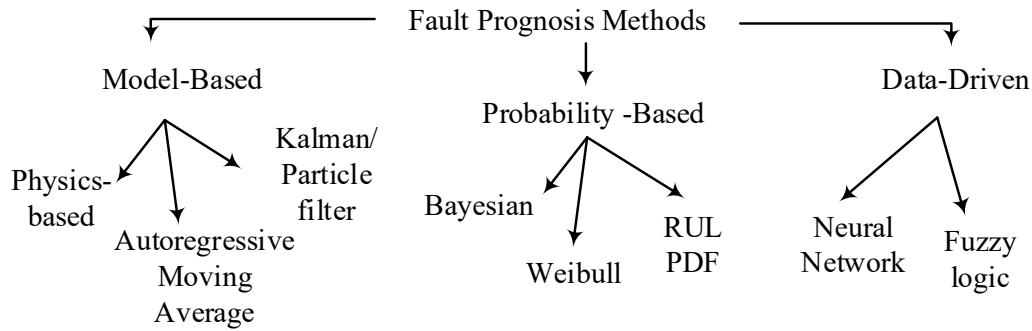 Fault Prognosis Methods
Model-Based
Physics-
based
Autoregressive
Moving
Average
Kalman/
Particle
filter
Probability -Based
Bayesian
Weibull
RUL
PDF
Data-Driven
Neural
Network
Fuzzy
logic